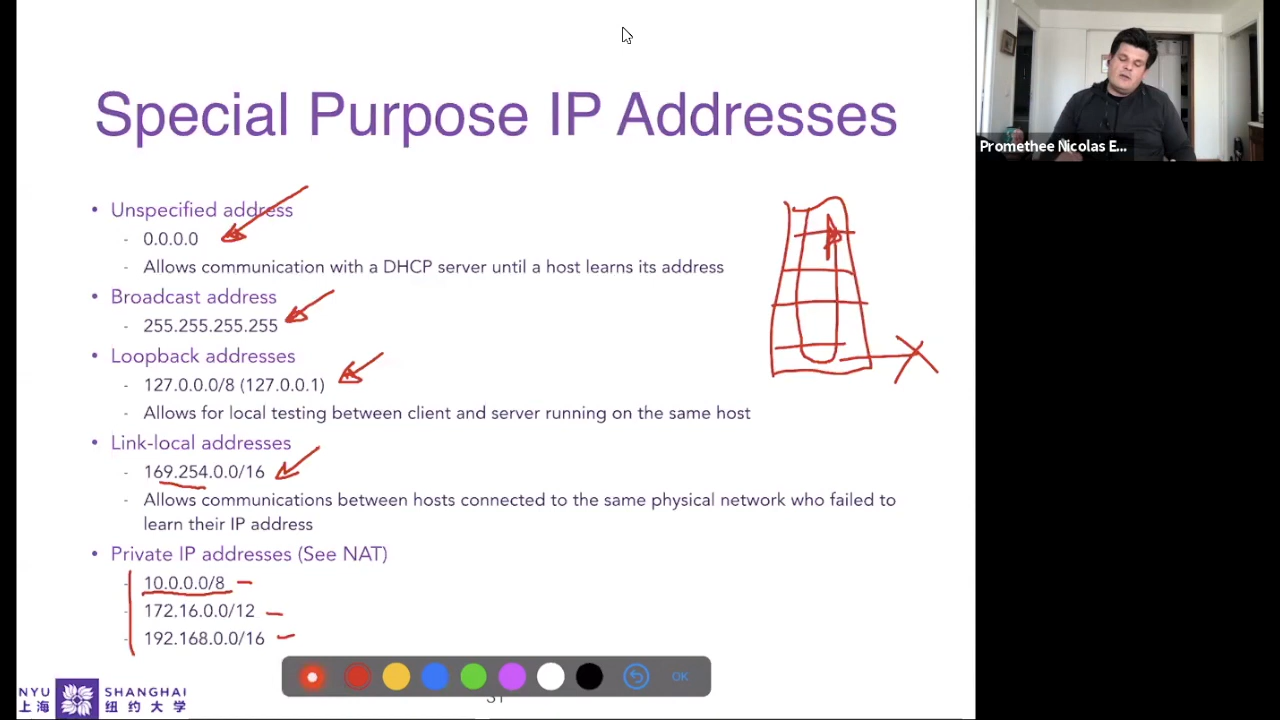 Special Purpose IP Addresses
Promethee Nicolas E...
• Unspecified address
- 0.0.0.0
- Allows communication with a DHCP server until a host learns its address
• Broadcast address
- 255.255.255.255
• Loopback addresses
- 127.0.0.0/8 (127.0.0.1)
- Allows for local testing between client and server running on the same host
• Link-local addresses
- 169.254.0.0/16
- Allows communications between hosts connected to the same physical network who failed to
learn their IP address
• Private IP addresses (See NAT)
- 10.0.0.0/8
- 172.16.0.0/12
- 192.168.0.0/16
OK
NYU SHANGHAI
上海 纽约大学